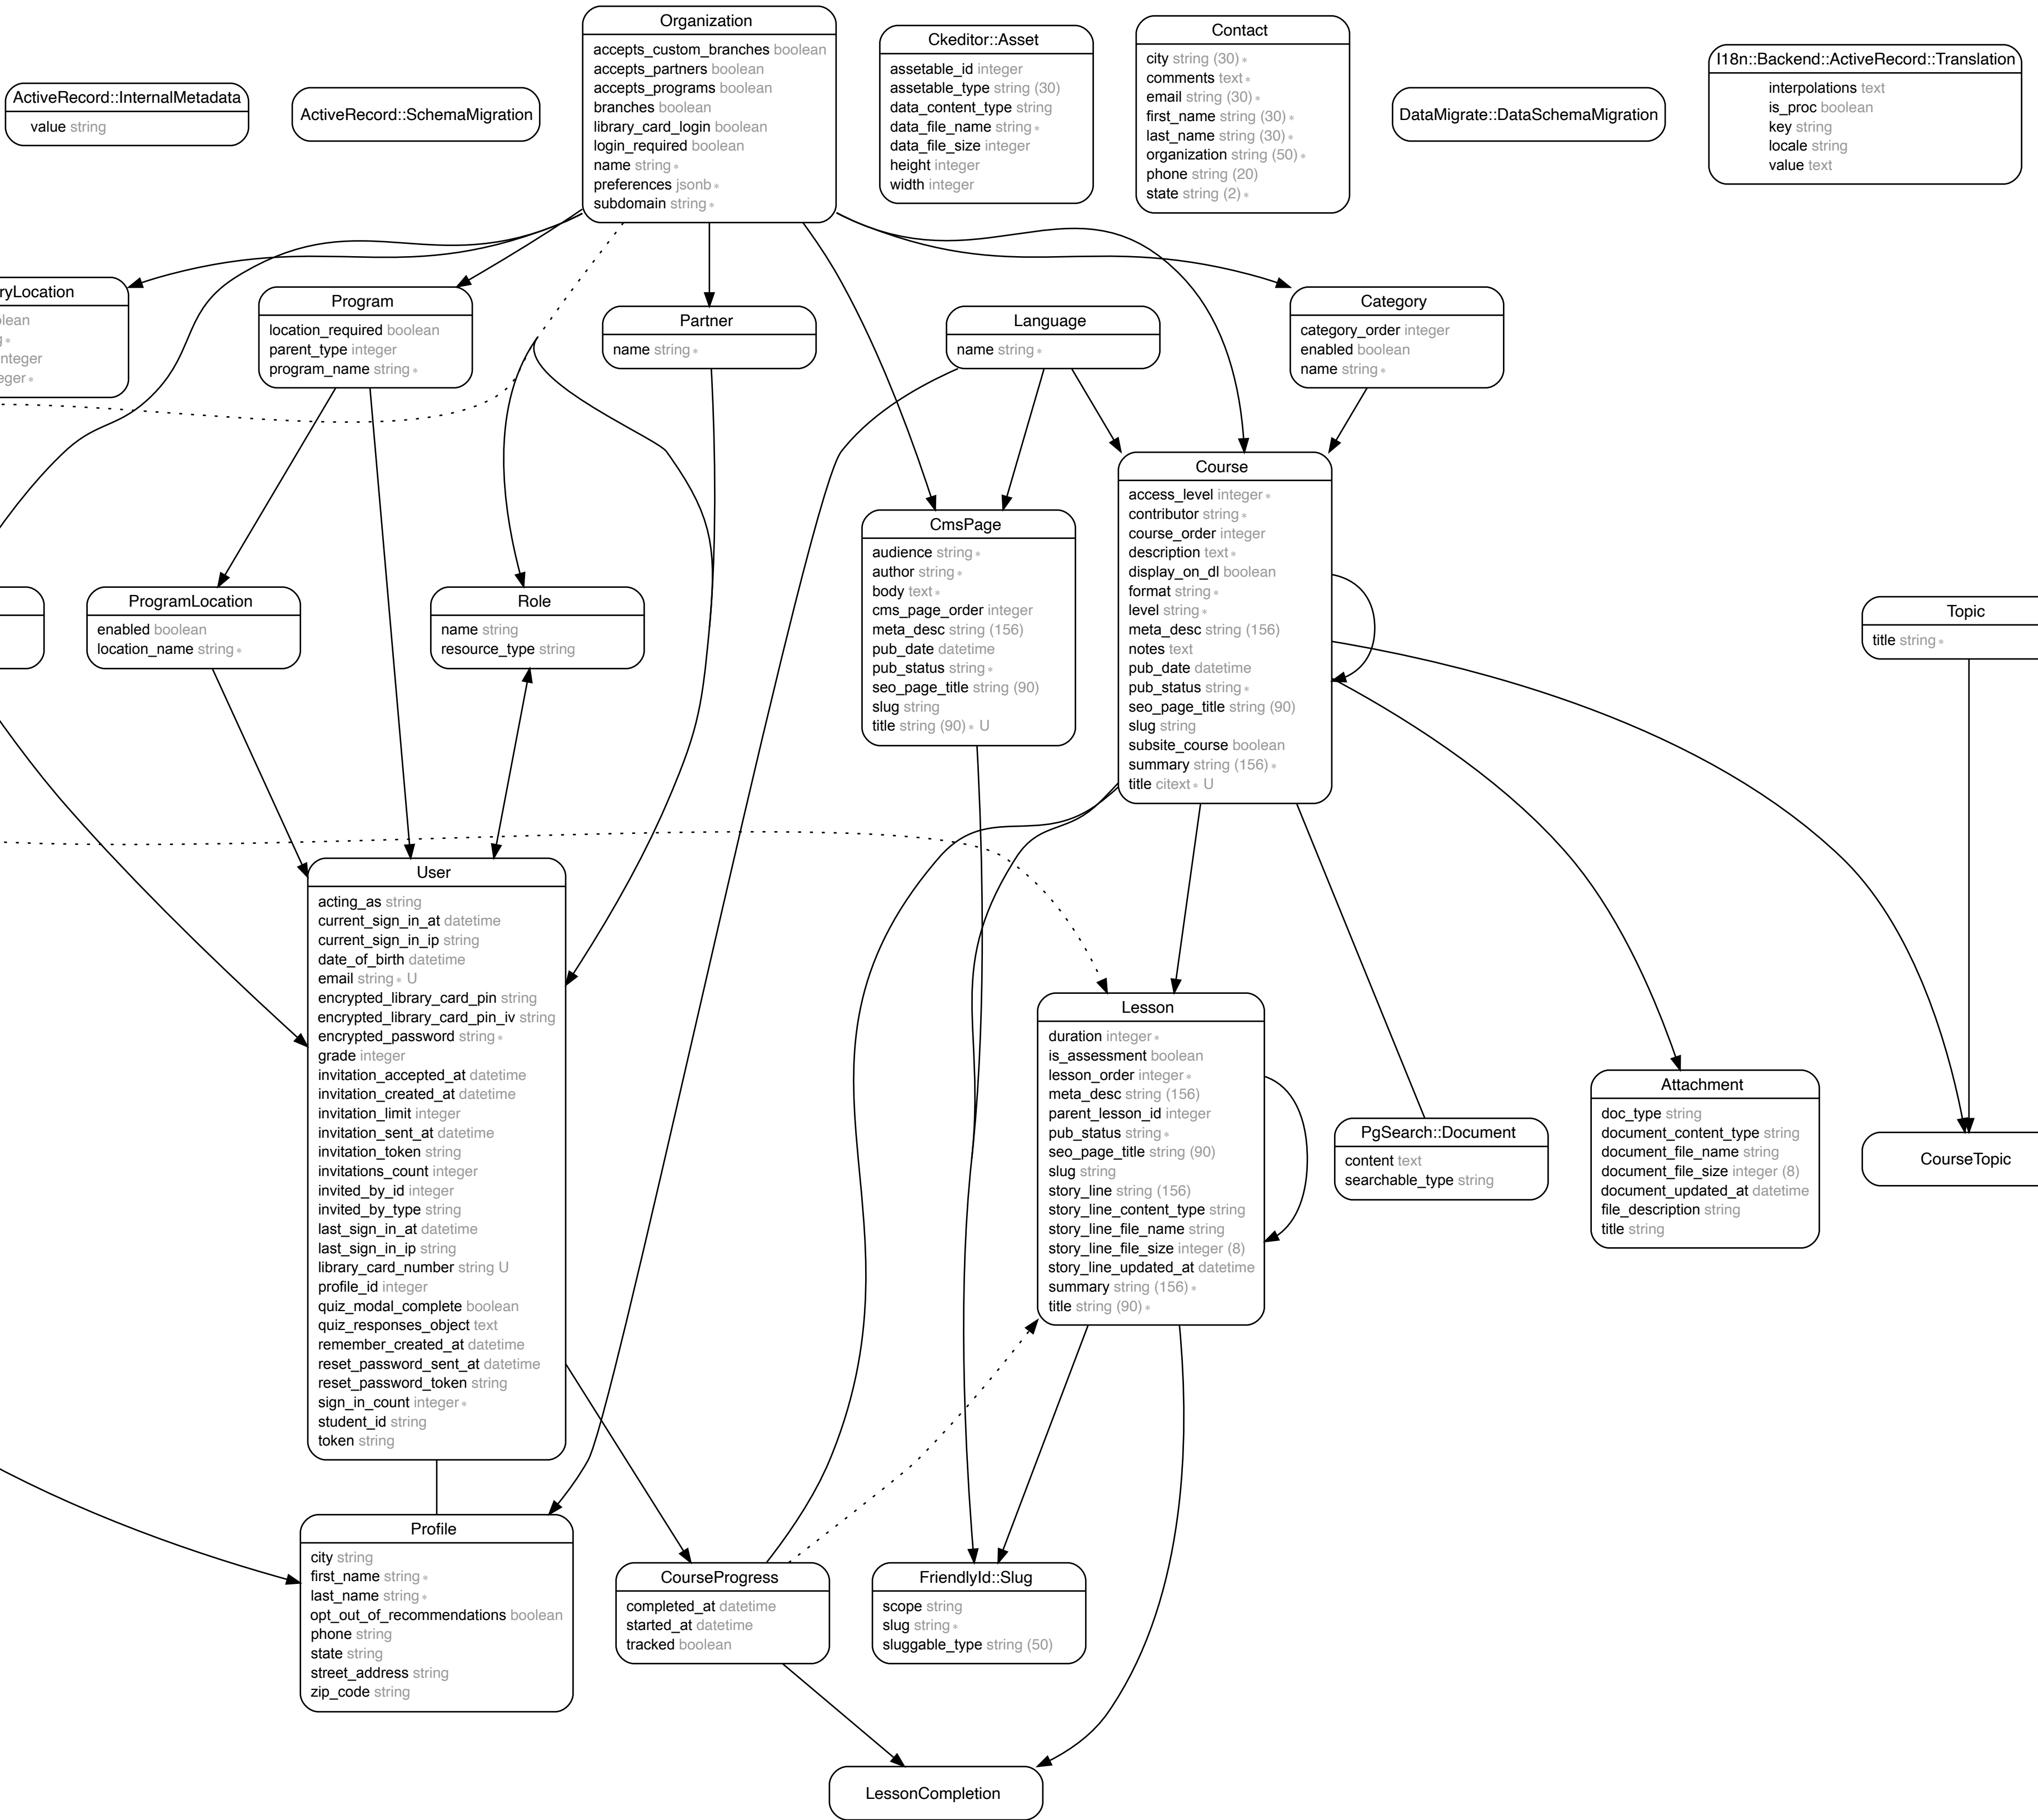 Organization
accepts_custom_branches boolean
accepts_partners boolean
accepts_programs boolean
branches boolean
library_card_login boolean
login_required boolean
name string *
preferences jsonb *
subdomain string *
Ckeditor::Asset
assetable_id integer
assetable_type string (30)
data_content_type string
data_file_name string *
data_file_size integer
height integer
width integer
Contact
city string (30) *
comments text *
email string (30) *
first_name string (30) *
last_name string (30) *
organization string (50) *
phone string (20)
state string (2) *
I18n::Backend::ActiveRecord::Translation
interpolations text
is_proc boolean
key string
locale string
value text
ActiveRecord::InternalMetadata
value string
ActiveRecord::SchemaMigration
DataMigrate::DataSchemaMigration
ryLocation
lean
g *
nteger
eger *
Program
location_required boolean
parent_type integer
program_name string *
Partner
name string *
Language
name string *
Category
category_order integer
enabled boolean
name string *
Course
access_level integer *
contributor string *
course_order integer
description text *
display_on_dl boolean
format string *
level string *
meta_desc string (156)
notes text
pub_date datetime
pub_status string *
seo_page_title string (90)
slug string
subsite_course boolean
summary string (156) *
title citext * U
CmsPage
audience string *
author string *
body text *
cms_page_order integer
meta_desc string (156)
pub_date datetime
pub_status string *
seo_page_title string (90)
slug string
title string (90) * U
ProgramLocation
enabled boolean
location_name string *
Role
name string
resource_type string
Topic
title string *
User
acting_as string
current_sign_in_at datetime
current_sign_in_ip string
date_of_birth datetime
email string * U
encrypted_library_card_pin string
encrypted_library_card_pin_iv string
encrypted_password string *
grade integer
invitation_accepted_at datetime
invitation_created_at datetime
invitation_limit integer
invitation_sent_at datetime
invitation_token string
invitations_count integer
invited_by_id integer
invited_by_type string
last_sign_in_at datetime
last_sign_in_ip string
library_card_number string U
profile_id integer
quiz_modal_complete boolean
quiz_responses_object text
remember_created_at datetime
reset_password_sent_at datetime
reset_password_token string
sign_in_count integer *
student_id string
token string
Lesson
duration integer *
is_assessment boolean
lesson_order integer *
meta_desc string (156)
parent_lesson_id integer
pub_status string *
seo_page_title string (90)
slug string
story_line string (156)
story_line_content_type string
story_line_file_name string
story_line_file_size integer (8)
story_line_updated_at datetime
summary string (156) *
title string (90) *
PgSearch::Document
content text
searchable_type string
Attachment
doc_type string
document_content_type string
document_file_name string
document_file_size integer (8)
document_updated_at datetime
file_description string
title string
CourseTopic
Profile
city string
first_name string *
last_name string *
opt_out_of_recommendations boolean
phone string
state string
street_address string
zip_code string
CourseProgress
completed_at datetime
started_at datetime
tracked boolean
FriendlyId::Slug
scope string
slug string *
sluggable_type string (50)
LessonCompletion